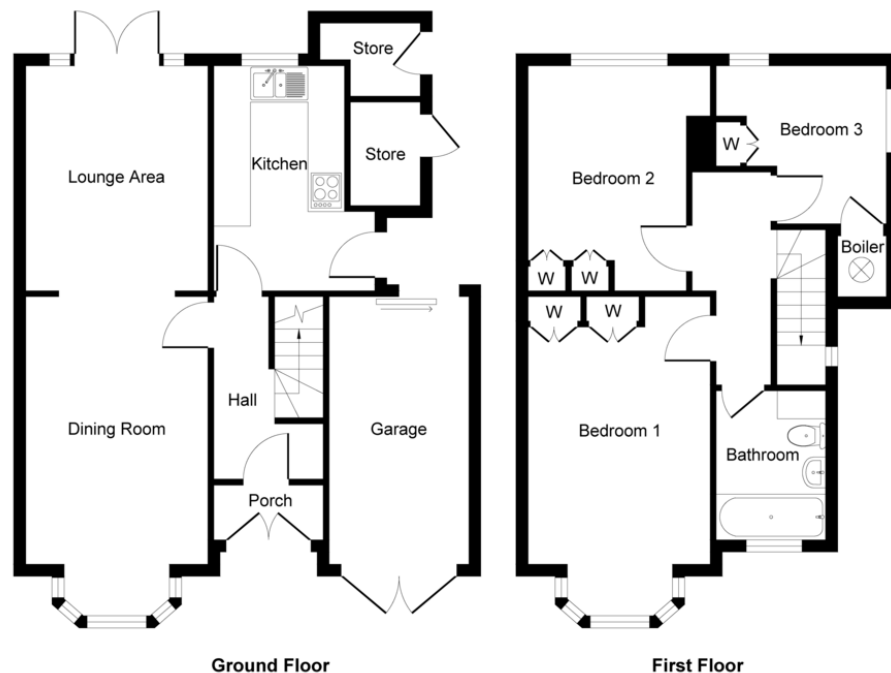 Store
Store
Lounge Area
Kitchen
Hall
Dining Room
Garage
Porch
Ground Floor
Bedroom 3
W
Bedroom 2
Boiler
W
W
W
W
Bedroom 1
Bathroom
First Floor